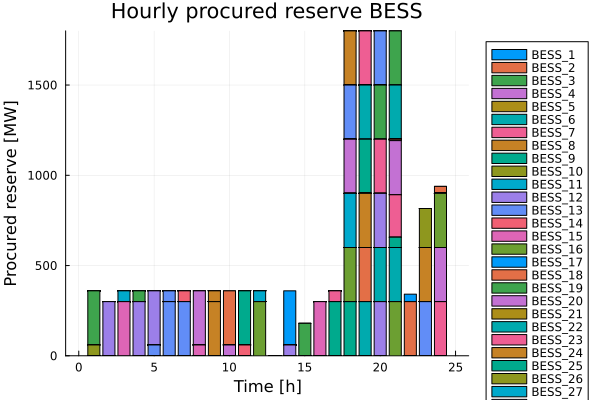 Hourly procured reserve BESS
Procured reserve [MW]
1500
1000
500
0
0 5 10 15 20 25
Time [h]
BESS_1
BESS_2
BESS_3
BESS_4
BESS_5
BESS_6
BESS_7
BESS_8
BESS_9
BESS_10
BESS_11
BESS_12
BESS_13
BESS_14
BESS_15
BESS_16
BESS_17
BESS_18
BESS_19
BESS_20
BESS_21
BESS_22
BESS_23
BESS_24
BESS_25
BESS_26
BESS_27